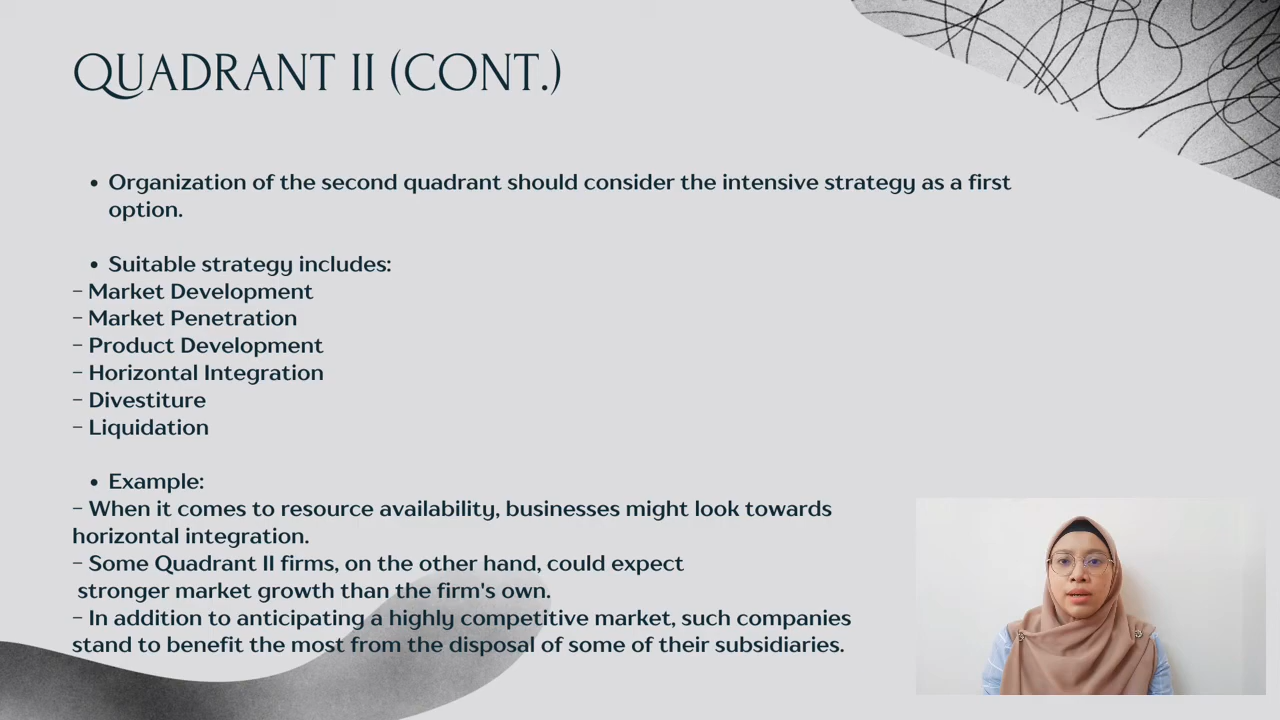 QUADRANT II (CONT.)
• Organization of the second quadrant should consider the intensive strategy as a first
option.
• Suitable strategy includes:
- Market Development
- Market Penetration
- Product Development
- Horizontal Integration
- Divestiture
- Liquidation
• Example:
- When it comes to resource availability, businesses might look towards
horizontal integration.
- Some Quadrant II firms, on the other hand, could expect
stronger market growth than the firm's own.
- In addition to anticipating a highly competitive market, such companies
stand to benefit the most from the disposal of some of their subsidiaries.